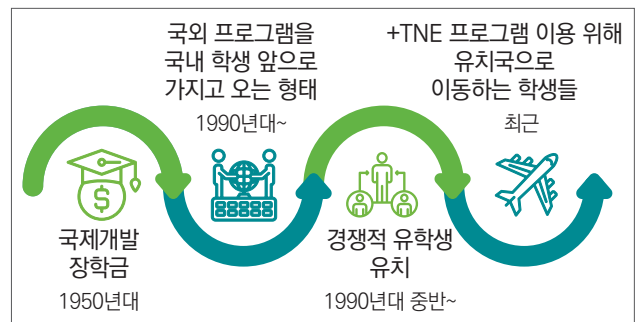 국제개발
장학금
1950년대
국외 프로그램을
국내 학생 앞으로
가지고 오는 형태
1990년대~
경쟁적 유학생
유치
1990년대 중반~
+TNE 프로그램 이용 위해
유치국으로
이동하는 학생들
최근
$